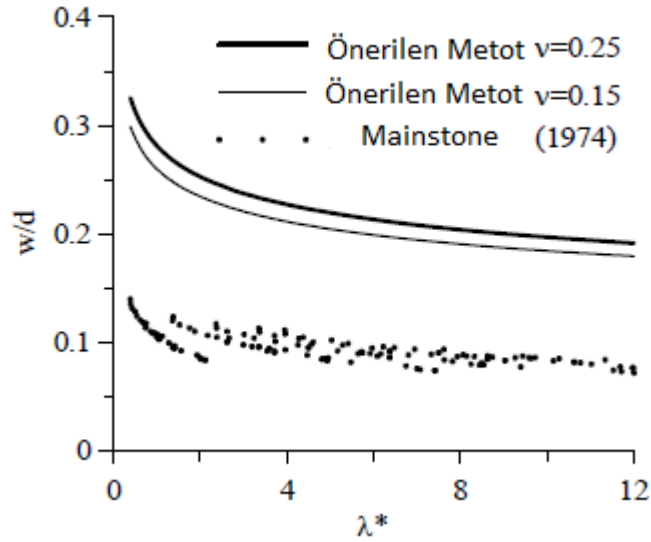 0.4
Önerilen Metot ν=0.25
Önerilen Metot ν=0.15
Mainstone (1974)
0.3
w/d
0.2
0.1
0
0 4 8 12
λ*